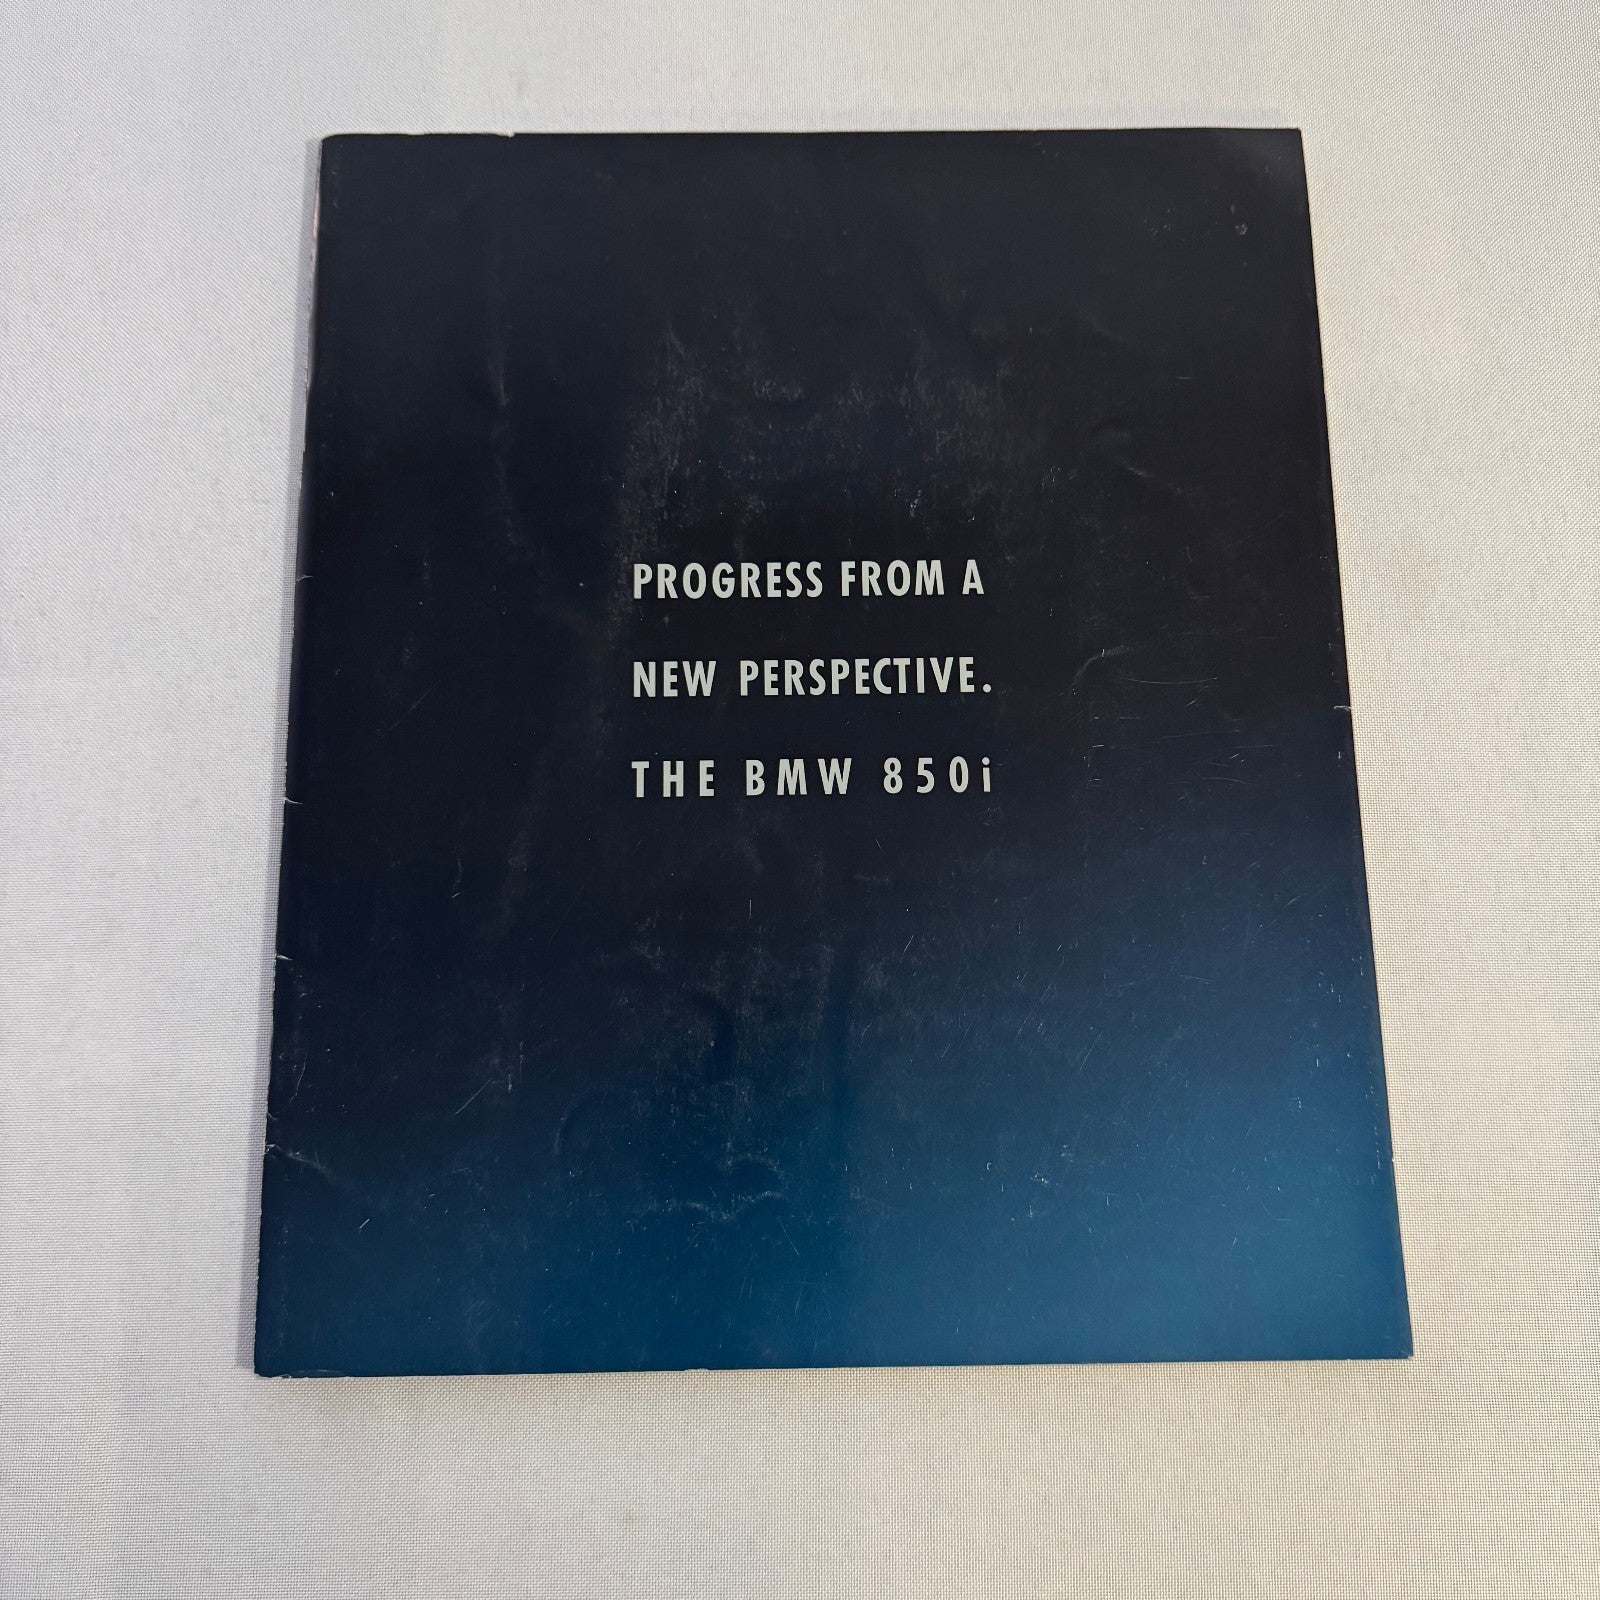 PROGRESS FROM A
NEW PERSPECTIVE.
THE BMW 850i